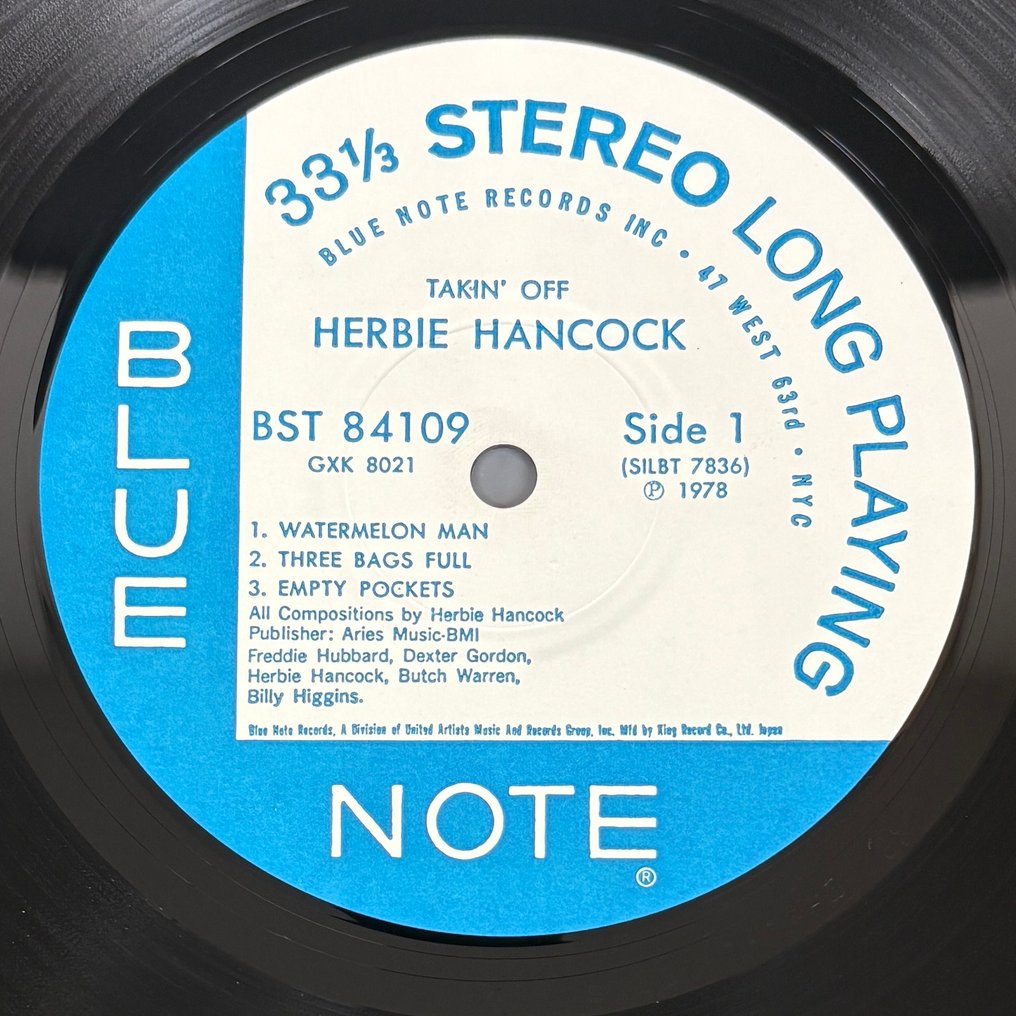 33⅓ STEREO LONG PLAYING
BLUE NOTE RECORDS INC · 47 WEST 63rd · NYC
TAKIN' OFF
HERBIE HANCOCK
BST 84109
GXK 8021
Side 1
(SILBT 7836)
Ⓟ 1978
1. WATERMELON MAN
2. THREE BAGS FULL
3. EMPTY POCKETS
All Compositions by Herbie Hancock
Publisher: Aries Music-BMI
Freddie Hubbard, Dexter Gordon,
Herbie Hancock, Butch Warren,
Billy Higgins.
Blue Note Records, A Division of United Artists Music And Records Group, Inc. Mfd by King Record Co., Ltd. Japan
BLUE
NOTE
®